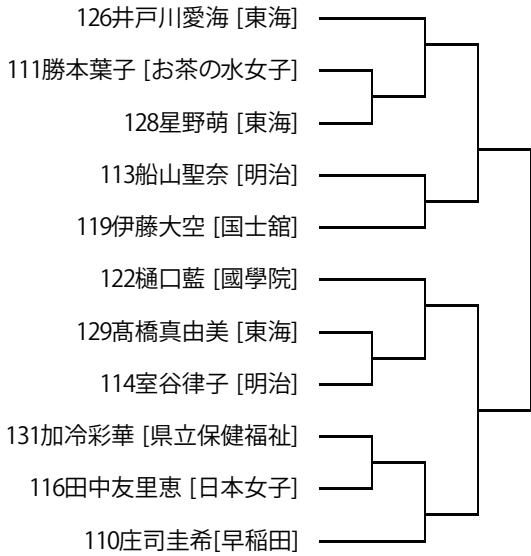 126井戸川愛海 [東海]
111勝本葉子 [お茶の水女子]
128星野萌 [東海]
113船山聖奈 [明治]
119伊藤大空 [国士舘]
122樋口藍 [國學院]
129髙橋真由美 [東海]
114室谷律子 [明治]
131加冷彩華 [県立保健福祉]
116田中友里恵 [日本女子]
110庄司圭希[早稲田]